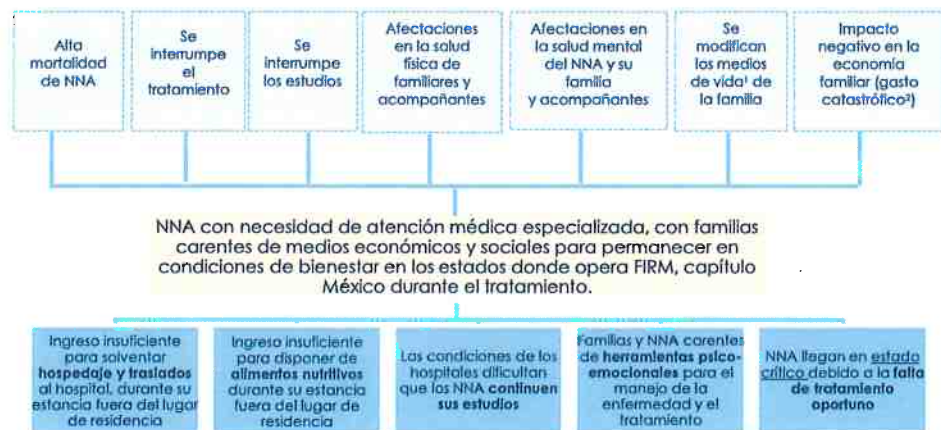 Alta
mortalidad
de NNA
Se
interrumpe
el
tratamiento
Se
interrumpe
los estudios
Afectaciones
en la salud
física de
familiares y
acompañantes
Afectaciones en
la salud mental
del NNA y su
familia
y acompañantes
Se
modifican
los medios
de vida¹ de
la familia
Impacto
negativo en la
economía
familiar (gasto
catastrófico²)
NNA con necesidad de atención médica especializada, con familias
carentes de medios económicos y sociales para permanecer en
condiciones de bienestar en los estados donde opera FIRM, capítulo
México durante el tratamiento.
Ingreso insuficiente
para solventar
hospedaje y traslados
al hospital, durante su
estancia fuera del lugar
de residencia
Ingreso insuficiente
para disponer de
alimentos nutritivos
durante su estancia
fuera del lugar de
residencia
Las condiciones de los
hospitales dificultan
que los NNA continuen
sus estudios
Familias y NNA carentes
de herramientas psico-
emocionales para el
manejo de la
enfermedad y el
tratamiento
NNA llegan en estado
crítico debido a la falta
de tratamiento
oportuno